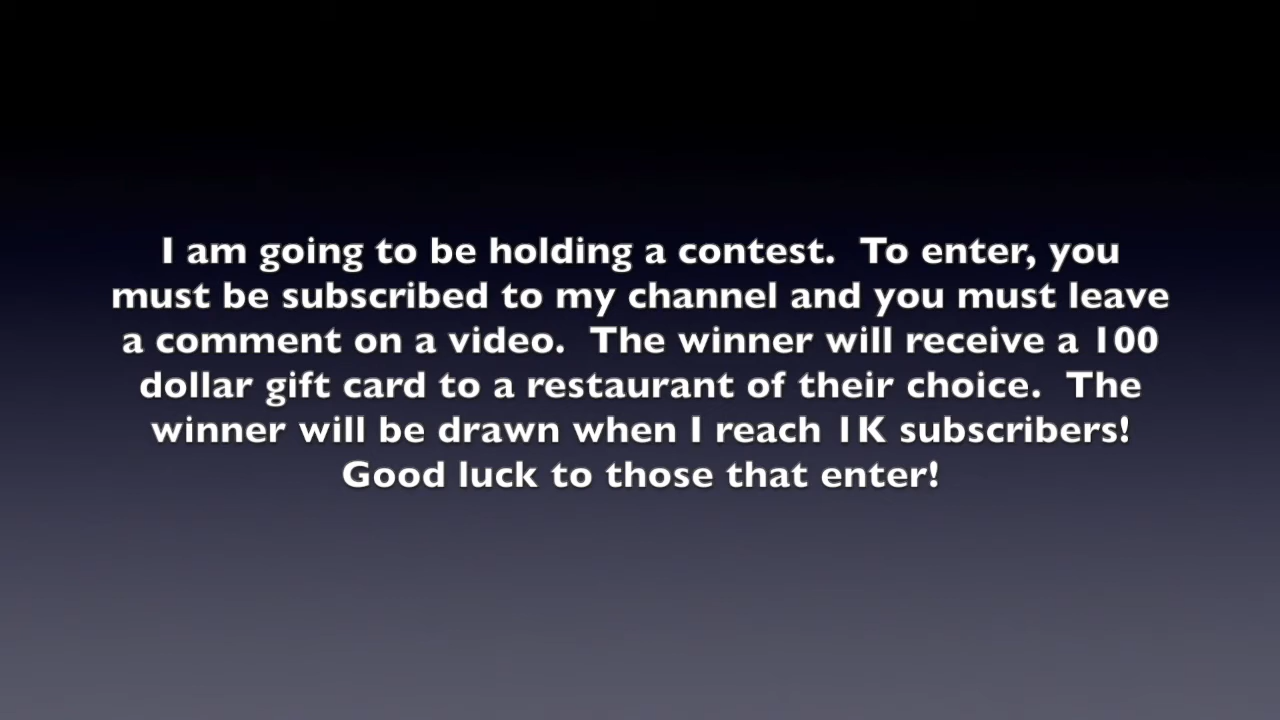 I am going to be holding a contest.  To enter, you
must be subscribed to my channel and you must leave
a comment on a video.  The winner will receive a 100
dollar gift card to a restaurant of their choice.  The
winner will be drawn when I reach 1K subscribers!
Good luck to those that enter!